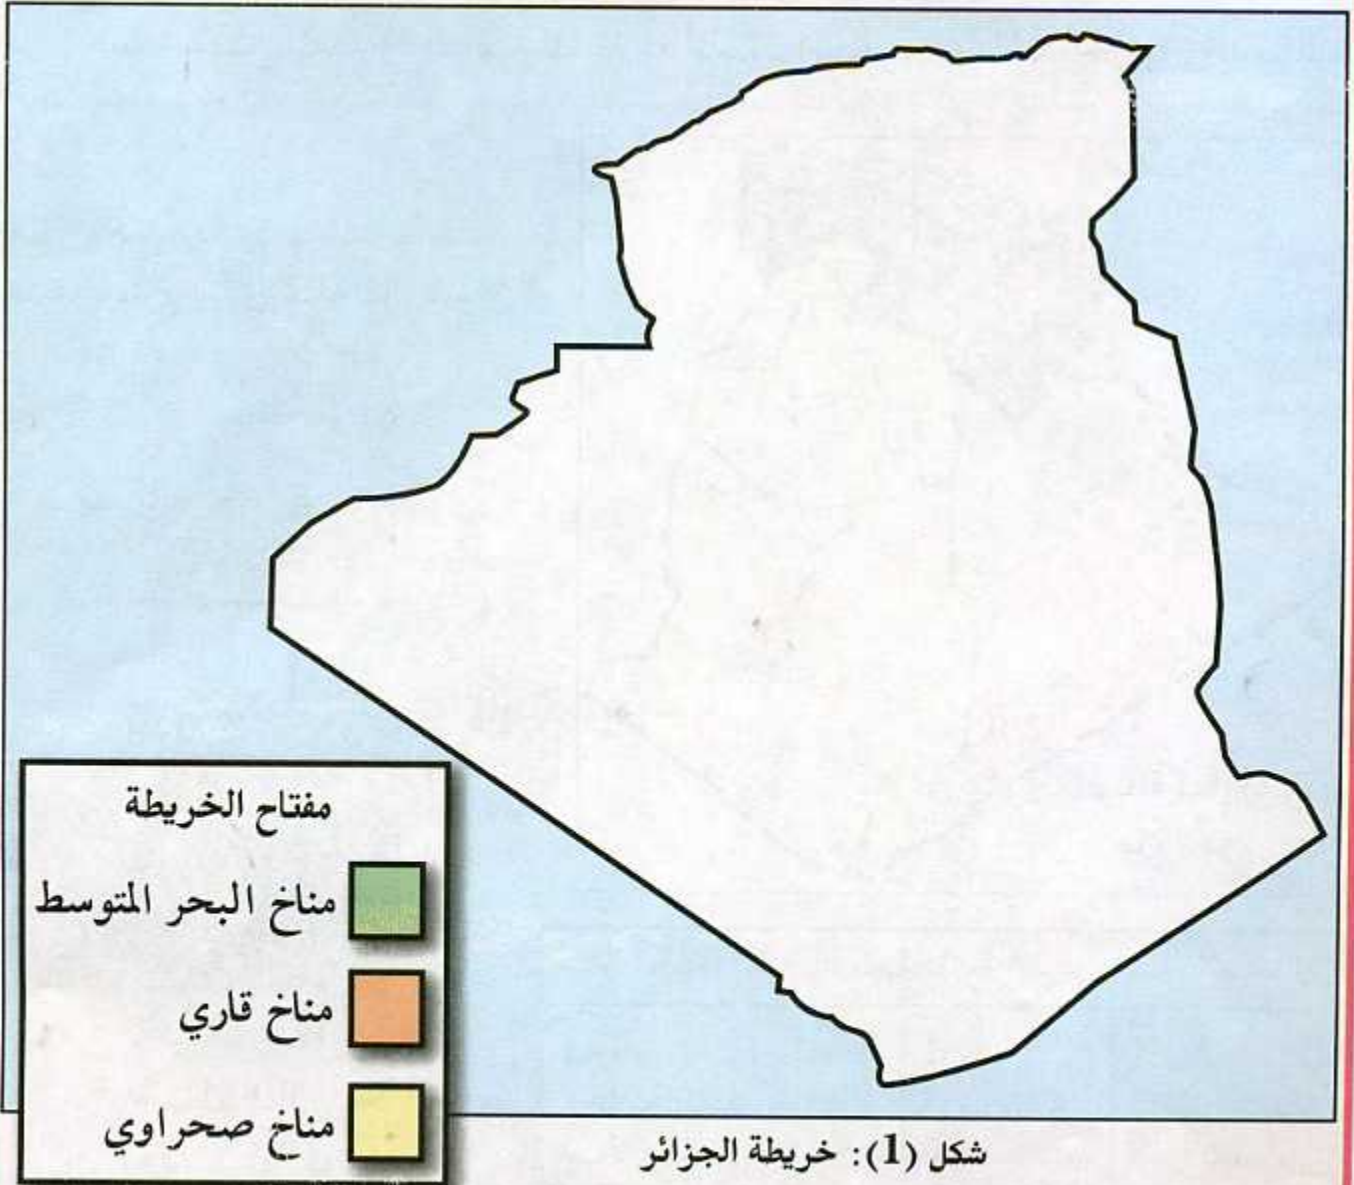 مفتاح الخريطة
مناخ البحر المتوسط
مناخ قاري
مناخ صحراوي
شكل (1): خريطة الجزائر